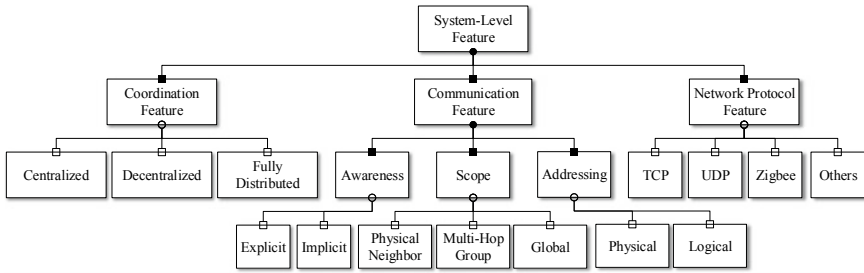 System-Level
Feature
Coordination
Feature
Communication
Feature
Network Protocol
Feature
Centralized
Decentralized
Fully
Distributed
Awareness
Scope
Addressing
TCP
UDP
Zigbee
Others
Explicit
Implicit
Physical
Neighbor
Multi-Hop
Group
Global
Physical
Logical